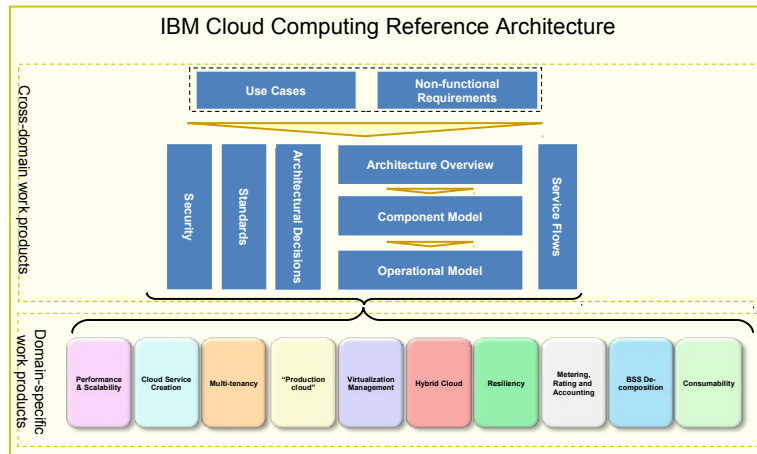 IBM Cloud Computing Reference Architecture
Cross-domain work products
Use Cases
Non-functional
Requirements
Security
Standards
Architectural Decisions
Architecture Overview
Component Model
Operational Model
Service Flows
Domain-specific
work products
Performance
& Scalability
Cloud Service
Creation
Multi-tenancy
“Production
cloud”
Virtualization
Management
Hybrid Cloud
Resiliency
Metering,
Rating and
Accounting
BSS De-
composition
Consumability